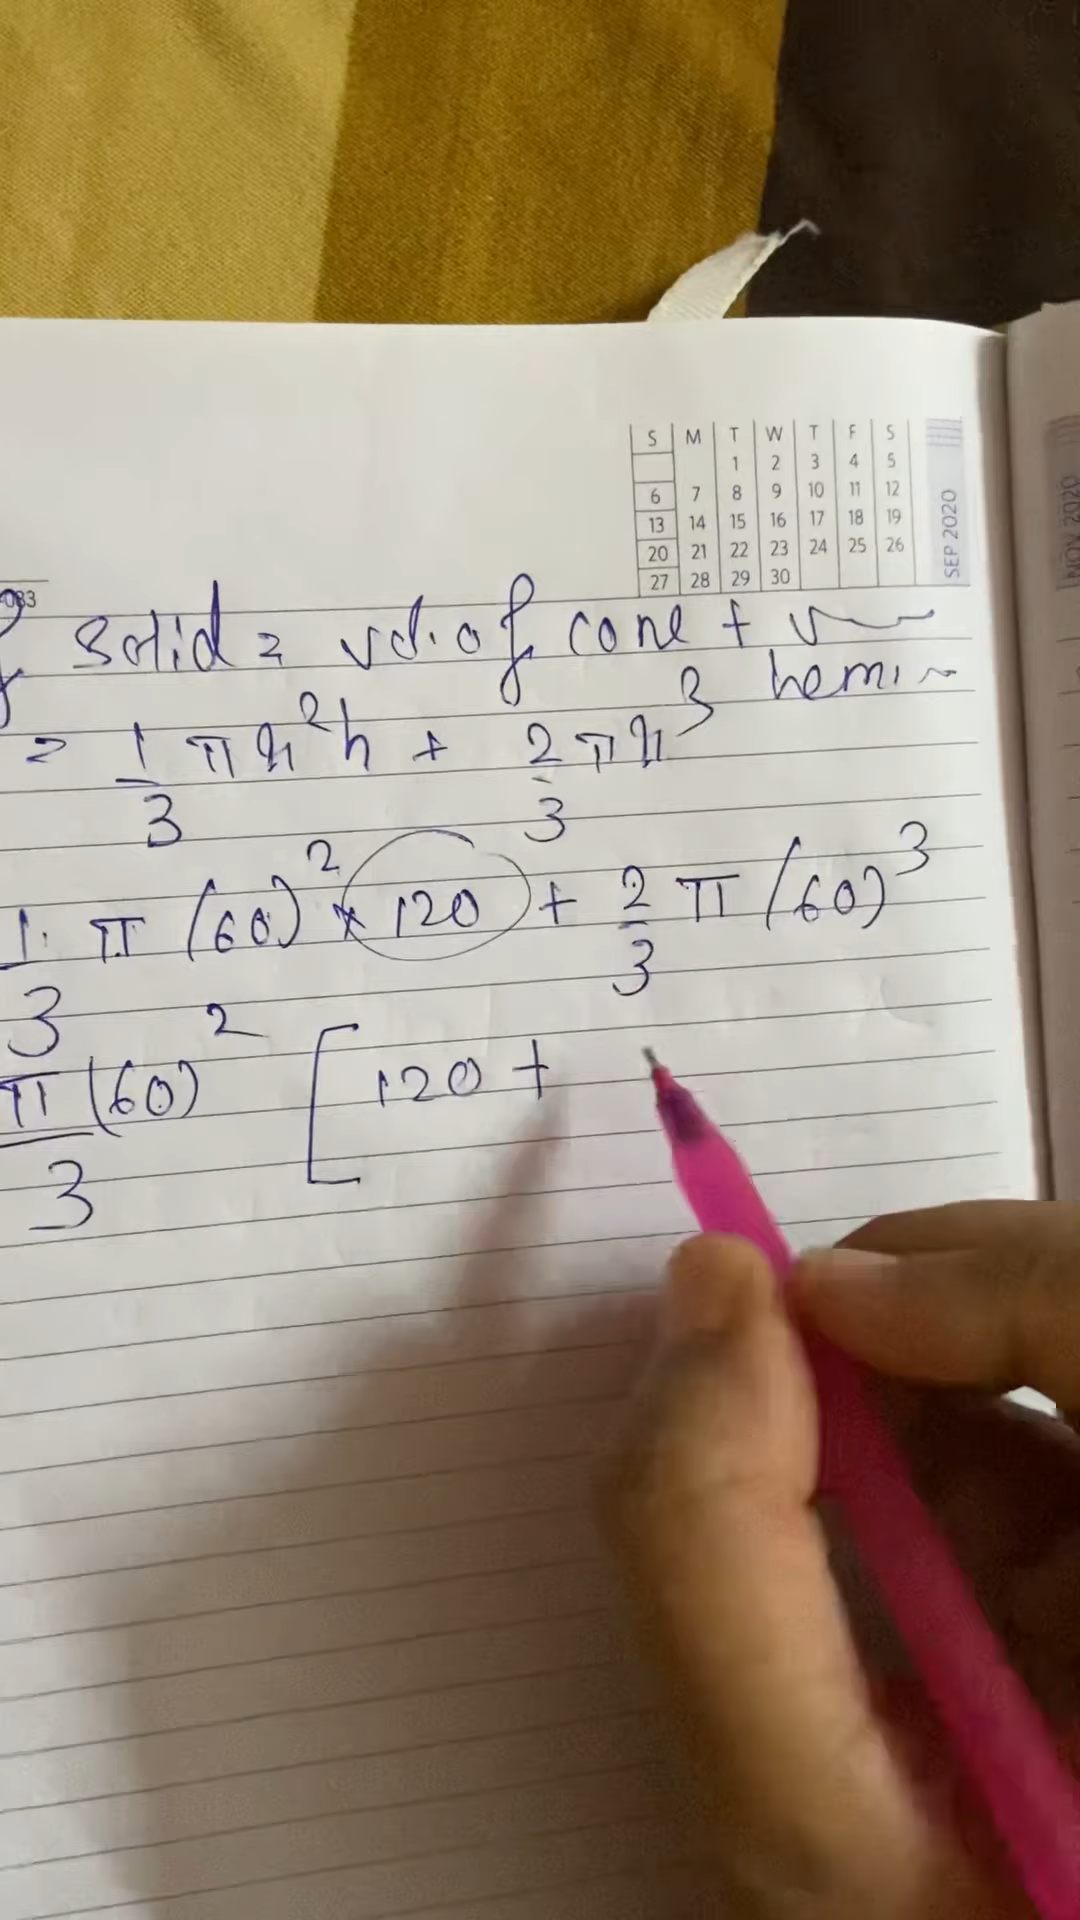 S M T W T F S
1 2 3 4 5
6 7 8 9 10 11 12
13 14 15 16 17 18 19
20 21 22 23 24 25 26
27 28 29 30
SEP 2020
NOV 2020
solid = vol. of cone +
hemi
= 1/3 πr²h + 2/3 πr³
1/3 π (60)² × 120 + 2/3 π (60)³
π(60)²/3 [120 +